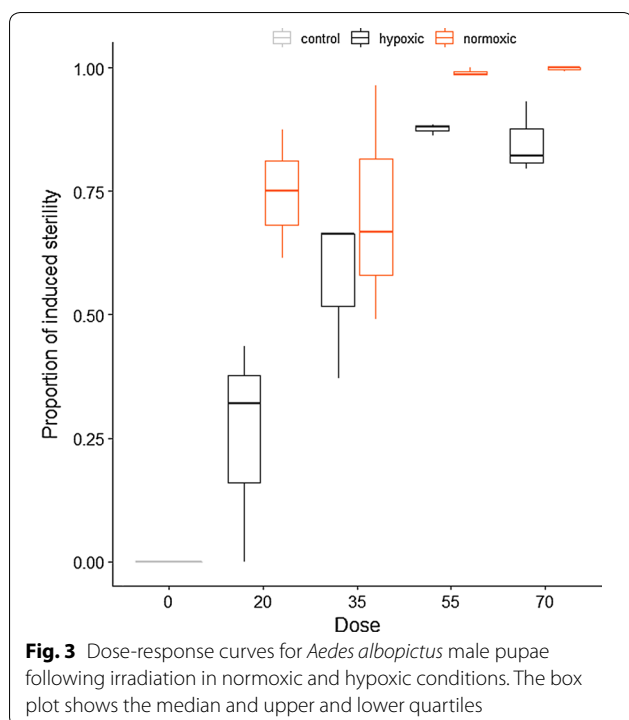 control hypoxic normoxic
1.00
0.75
0.50
0.25
0.00
Proportion of induced sterility
0 20 35 55 70
Dose
Fig. 3 Dose-response curves for Aedes albopictus male pupae
following irradiation in normoxic and hypoxic conditions. The box
plot shows the median and upper and lower quartiles